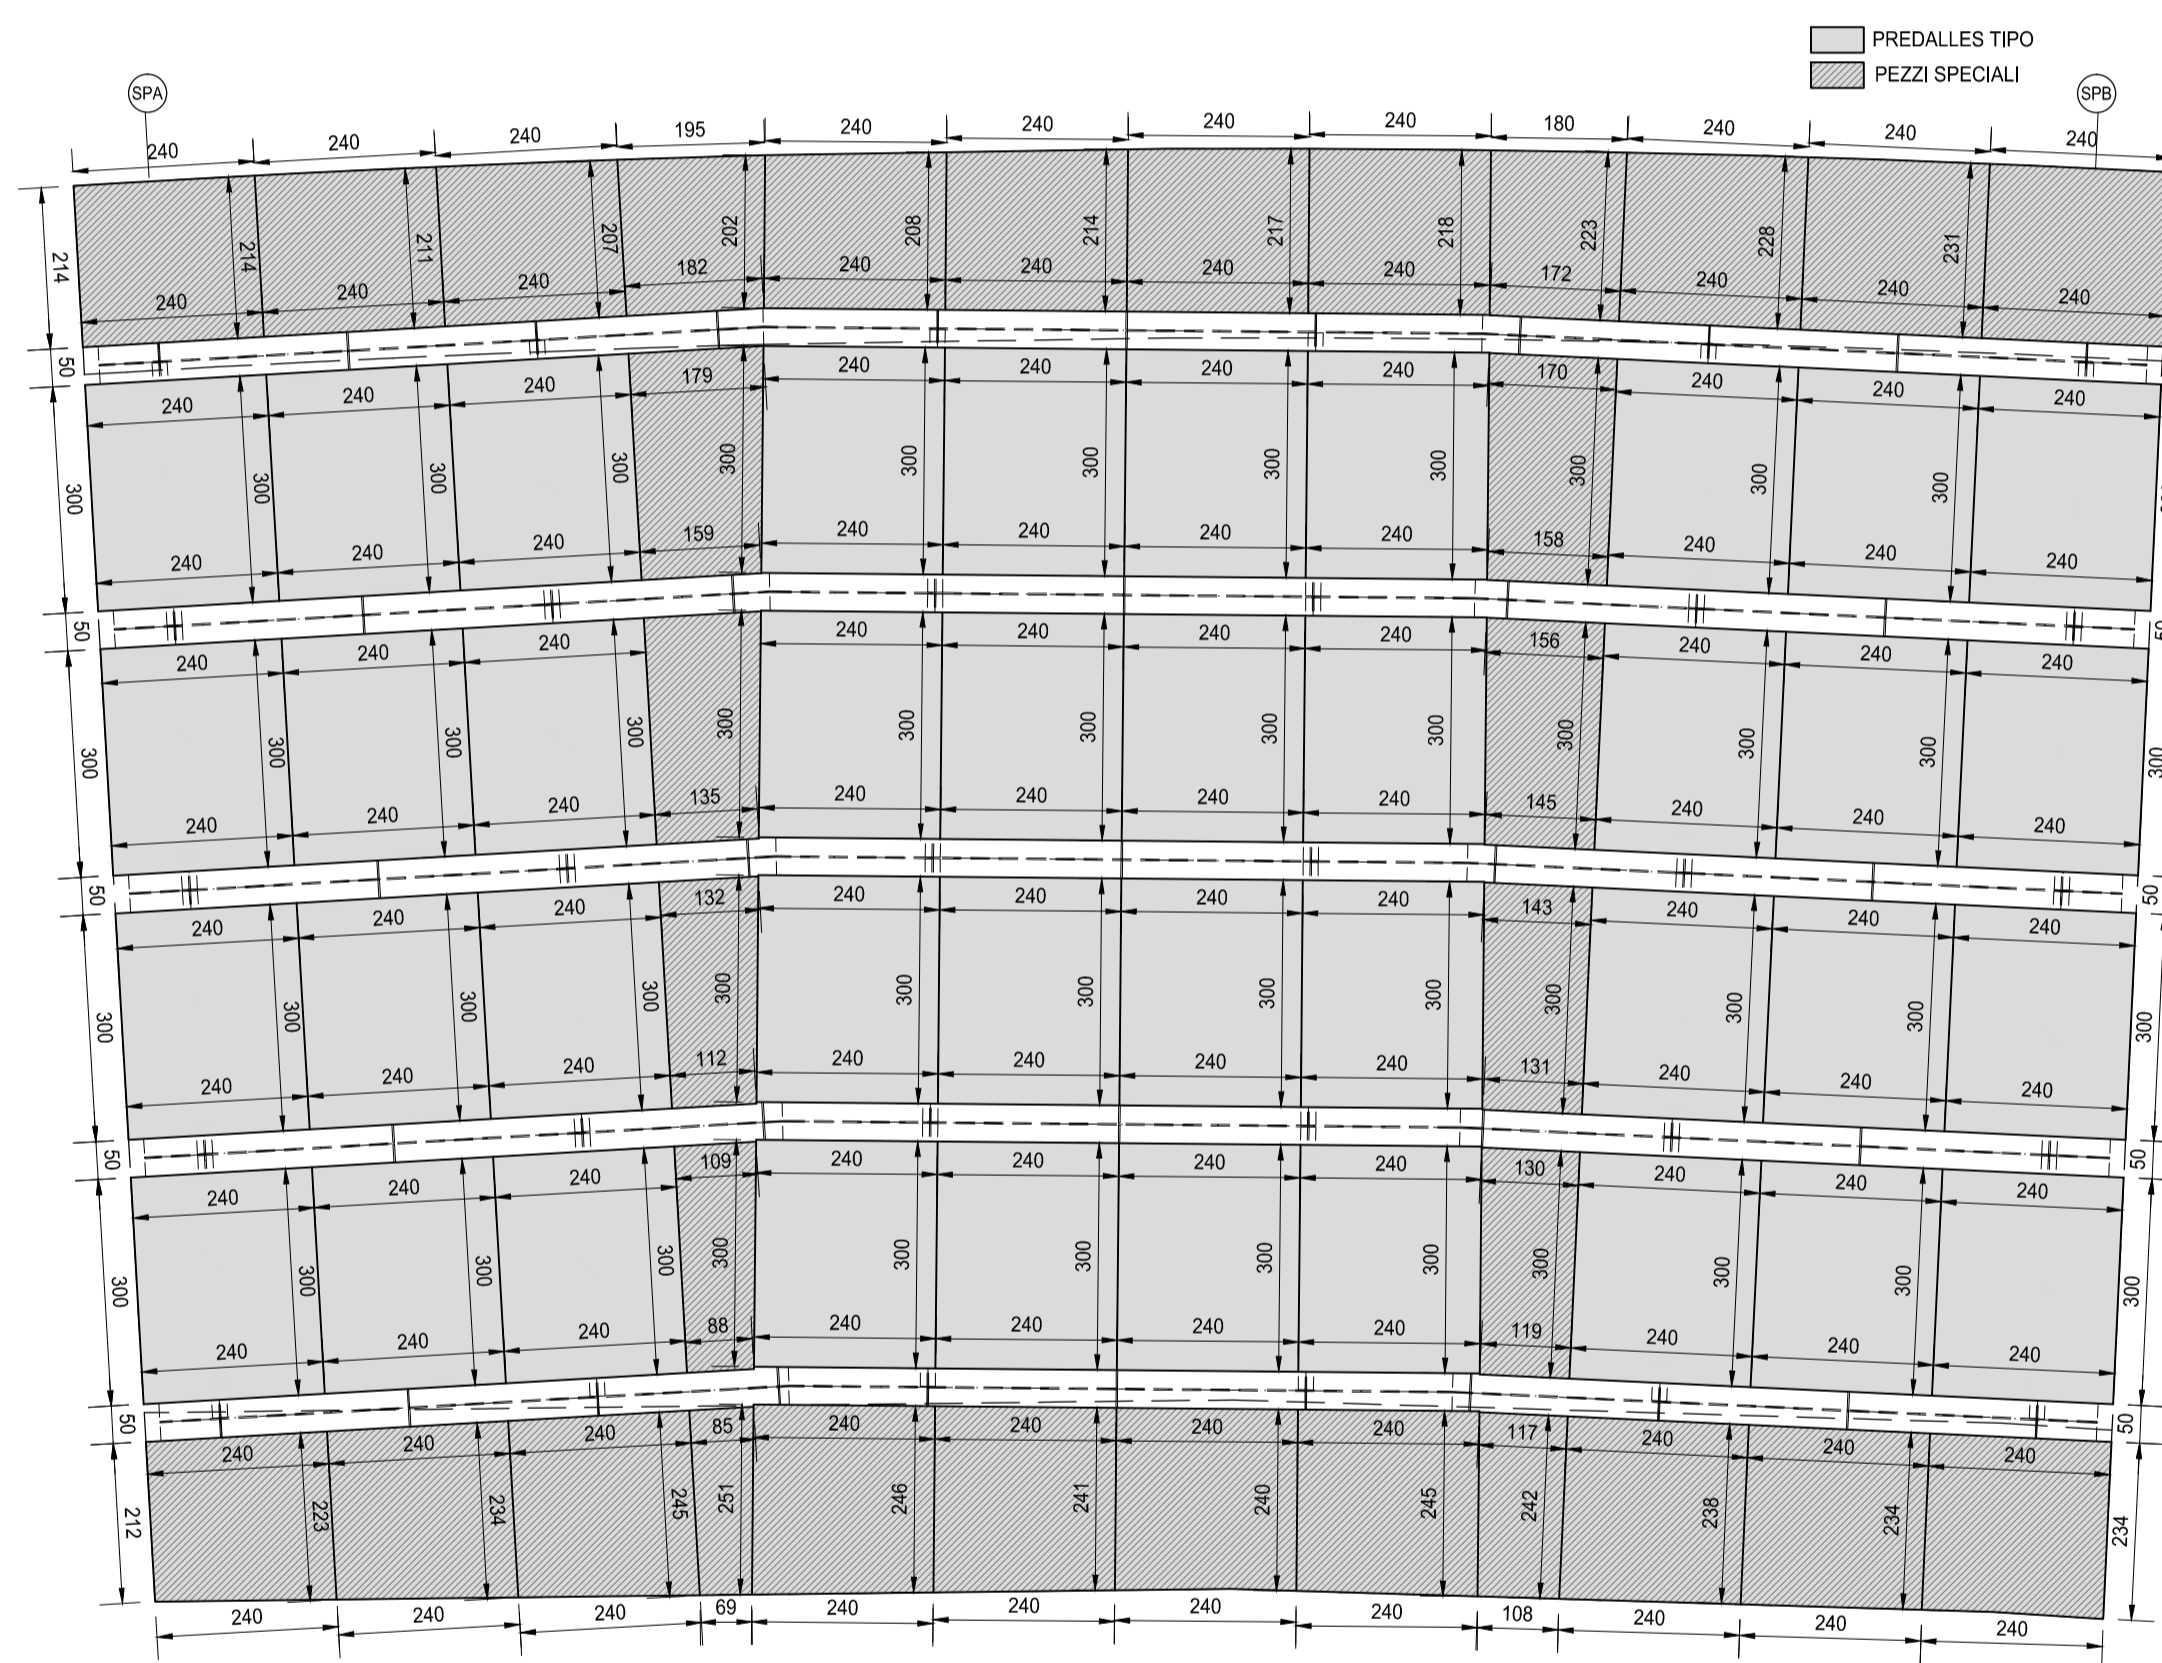 PREDALLES TIPO
PEZZI SPECIALI
SPA
SPB
240 240 240 195 240 240 240 240 180 240 240 240
214 214 211 207 202 208 214 217 218 223 228 231
240 240 240 182 240 240 240 240 172 240 240 240
50
240 240 240 179 240 240 240 240 170 240 240 240
300 300 300 300 300 300 300 300 300 300 300 300
240 240 240 159 240 240 240 240 158 240 240 240
50 50
240 240 240 240 240 240 240 156 240 240 240
300 300 300 300 300 300 300 300 300 300 300 300 300
240 240 240 135 240 240 240 240 145 240 240 240
50 50
240 240 240 132 240 240 240 240 143 240 240 240
300 300 300 300 300 300 300 300 300 300 300 300 300
240 240 240 112 240 240 240 240 131 240 240 240
50 50
240 240 240 109 240 240 240 240 130 240 240 240
300 300 300 300 300 300 300 300 300 300 300 300 300
240 240 240 88 240 240 240 240 119 240 240 240
50 50
240 240 240 85 240 240 240 240 117 240 240 240
212 223 234 245 251 246 241 240 245 242 238 234 234
240 240 240 69 240 240 240 240 108 240 240 240